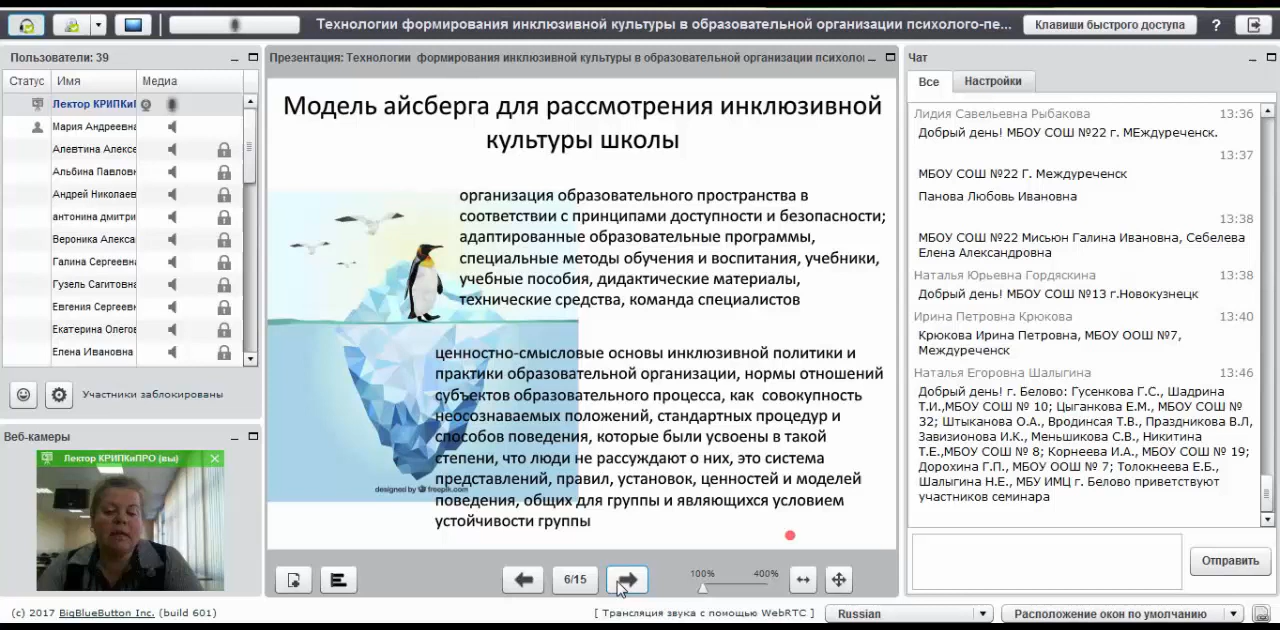 Технологии формирования инклюзивной культуры в образовательной организации психолого-пе...
Клавиши быстрого доступа
?
Пользователи: 39
Статус Имя Медиа
Лектор КРИПКиП
Мария Андреевна
Алевтина Алексе
Альбина Павловн
Андрей Николаев
антонина дмитри
Вероника Алекса
Галина Сергеевн
Гузель Сагитовна
Евгения Сергеев
Екатерина Олегов
Елена Ивановна
Участники заблокированы
Веб-камеры
Лектор КРИПКиПРО (вы)
Презентация: Технологии формирования инклюзивной культуры в образовательной организации психоло
Модель айсберга для рассмотрения инклюзивной
культуры школы
организация образовательного пространства в
соответствии с принципами доступности и безопасности;
адаптированные образовательные программы,
специальные методы обучения и воспитания, учебники,
учебные пособия, дидактические материалы,
технические средства, команда специалистов
ценностно-смысловые основы инклюзивной политики и
практики образовательной организации, нормы отношений
субъектов образовательного процесса, как совокупность
неосознаваемых положений, стандартных процедур и
способов поведения, которые были усвоены в такой
степени, что люди не рассуждают о них, это система
представлений, правил, установок, ценностей и моделей
поведения, общих для группы и являющихся условием
устойчивости группы
designed by freepik.com
6/15
100% 400%
Чат
Все Настройки
Лидия Савельевна Рыбакова 13:36
Добрый день! МБОУ СОШ №22 г. МЕждуреченск.
13:37
МБОУ СОШ №22 Г. Междуреченск
Панова Любовь Ивановна
13:38
МБОУ СОШ №22 Мисьюн Галина Ивановна, Себелева
Елена Александровна
Наталья Юрьевна Гордяскина 13:38
Добрый день! МБОУ СОШ №13 г.Новокузнецк
Ирина Петровна Крюкова 13:40
Крюкова Ирина Петровна, МБОУ ООШ №7,
Междуреченск
Наталья Егоровна Шалыгина 13:46
Добрый день! г. Белово: Гусенкова Г.С., Шадрина
Т.И.,МБОУ СОШ № 10; Цыганкова Е.М., МБОУ СОШ №
32; Штыканова О.А., Вродинсая Т.В., Праздникова В.Л,
Завизионова И.К., Меньшикова С.В., Никитина
Т.Е.,МБОУ СОШ № 8; Корнеева И.А., МБОУ СОШ № 19;
Дорохина Г.П., МБОУ ООШ № 7; Толокнеева Е.Б.,
Шалыгина Н.Е., МБУ ИМЦ г. Белово приветствуют
участников семинара
Отправить
(c) 2017 BigBlueButton Inc. (build 601)
[ Трансляция звука с помощью WebRTC ]
Russian
Расположение окон по умолчанию